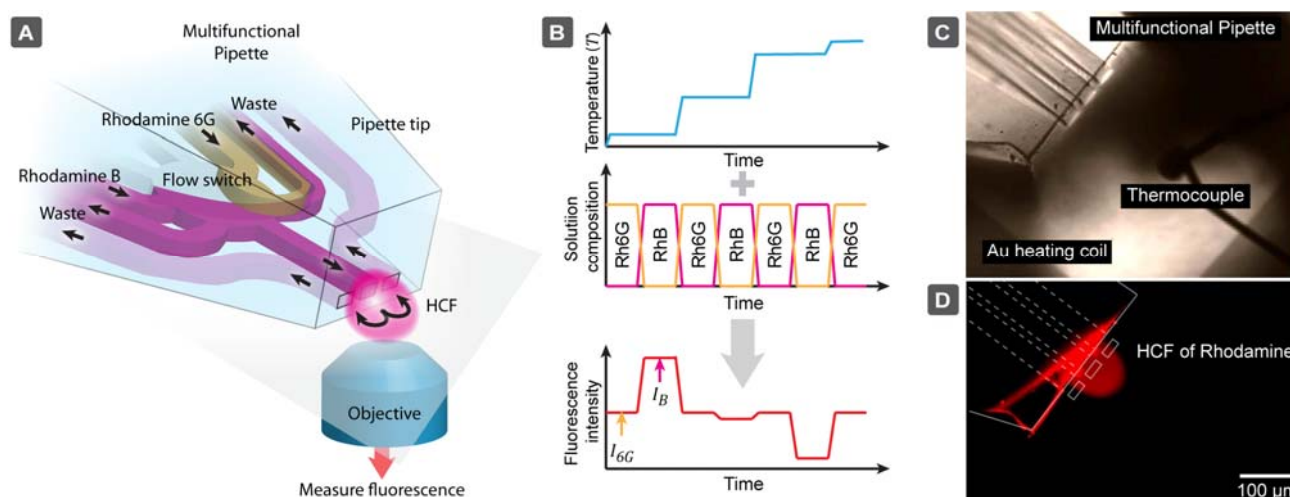 A
Multifunctional
Pipette
Rhodamine 6G
Waste
Pipette tip
Rhodamine B
Flow switch
Waste
HCF
Objective
Measure fluorescence
B
Temperature (T)
Time
Solutiion
composition
Rh6G
RhB
Rh6G
RhB
Rh6G
RhB
Rh6G
Time
Fluorescence
intensity
I_B
I_6G
Time
C
Multifunctional Pipette
Thermocouple
Au heating coil
D
HCF of Rhodamine
100 μm